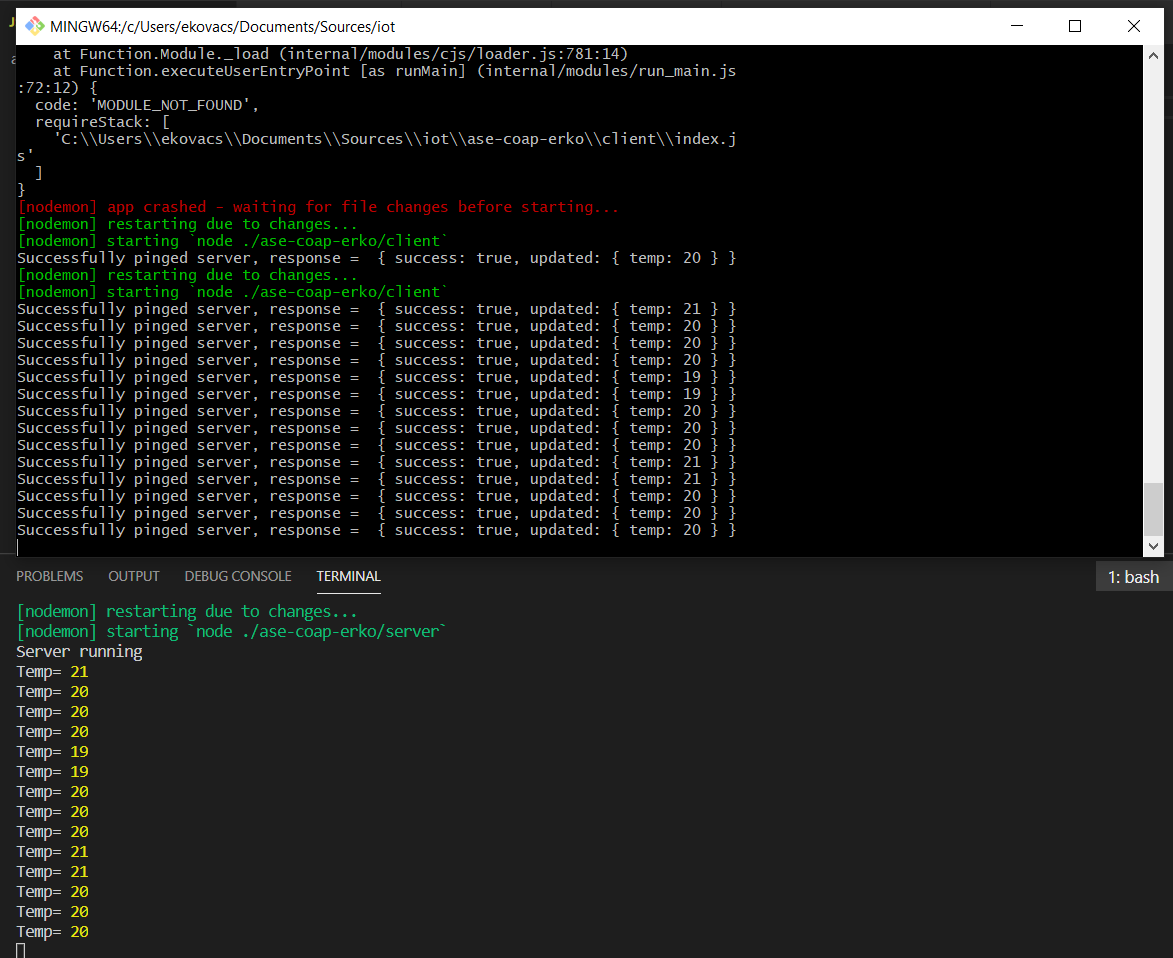 MINGW64:/c/Users/ekovacs/Documents/Sources/iot
    at Function.Module._load (internal/modules/cjs/loader.js:781:14)
    at Function.executeUserEntryPoint [as runMain] (internal/modules/run_main.js
:72:12) {
  code: 'MODULE_NOT_FOUND',
  requireStack: [
    'C:\\Users\\ekovacs\\Documents\\Sources\\iot\\ase-coap-erko\\client\\index.j
s'
  ]
}
[nodemon] app crashed - waiting for file changes before starting...
[nodemon] restarting due to changes...
[nodemon] starting `node ./ase-coap-erko/client`
Successfully pinged server, response =  { success: true, updated: { temp: 20 } }
[nodemon] restarting due to changes...
[nodemon] starting `node ./ase-coap-erko/client`
Successfully pinged server, response =  { success: true, updated: { temp: 21 } }
Successfully pinged server, response =  { success: true, updated: { temp: 20 } }
Successfully pinged server, response =  { success: true, updated: { temp: 20 } }
Successfully pinged server, response =  { success: true, updated: { temp: 20 } }
Successfully pinged server, response =  { success: true, updated: { temp: 19 } }
Successfully pinged server, response =  { success: true, updated: { temp: 19 } }
Successfully pinged server, response =  { success: true, updated: { temp: 20 } }
Successfully pinged server, response =  { success: true, updated: { temp: 20 } }
Successfully pinged server, response =  { success: true, updated: { temp: 20 } }
Successfully pinged server, response =  { success: true, updated: { temp: 21 } }
Successfully pinged server, response =  { success: true, updated: { temp: 21 } }
Successfully pinged server, response =  { success: true, updated: { temp: 20 } }
Successfully pinged server, response =  { success: true, updated: { temp: 20 } }
Successfully pinged server, response =  { success: true, updated: { temp: 20 } }
PROBLEMS OUTPUT DEBUG CONSOLE TERMINAL 1: bash
[nodemon] restarting due to changes...
[nodemon] starting `node ./ase-coap-erko/server`
Server running
Temp= 21
Temp= 20
Temp= 20
Temp= 20
Temp= 19
Temp= 19
Temp= 20
Temp= 20
Temp= 20
Temp= 21
Temp= 21
Temp= 20
Temp= 20
Temp= 20